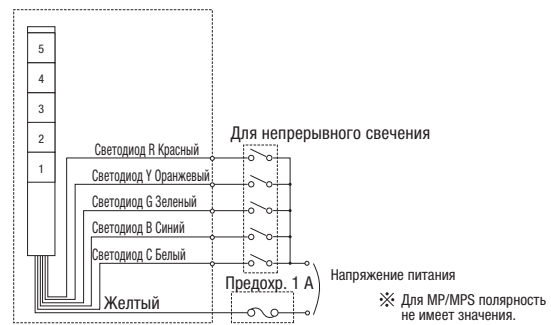 5
4
3
2
1
Для непрерывного свечения
Светодиод R Красный
Светодиод Y Оранжевый
Светодиод G Зеленый
Светодиод B Синий
Светодиод C Белый
Предохр. 1 А
Желтый
Напряжение питания
※ Для MP/MPS полярность
не имеет значения.